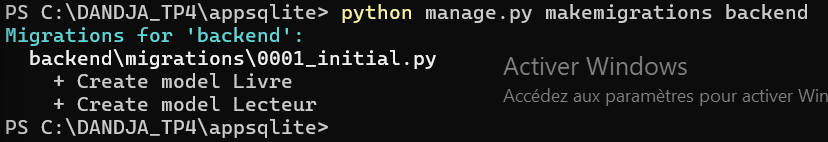 PS C:\DANDJA_TP4\appsqlite> python manage.py makemigrations backend
Migrations for 'backend':
backend\migrations\0001_initial.py
+ Create model Livre
+ Create model Lecteur
PS C:\DANDJA_TP4\appsqlite>
Activer Windows
Accédez aux paramètres pour activer Win